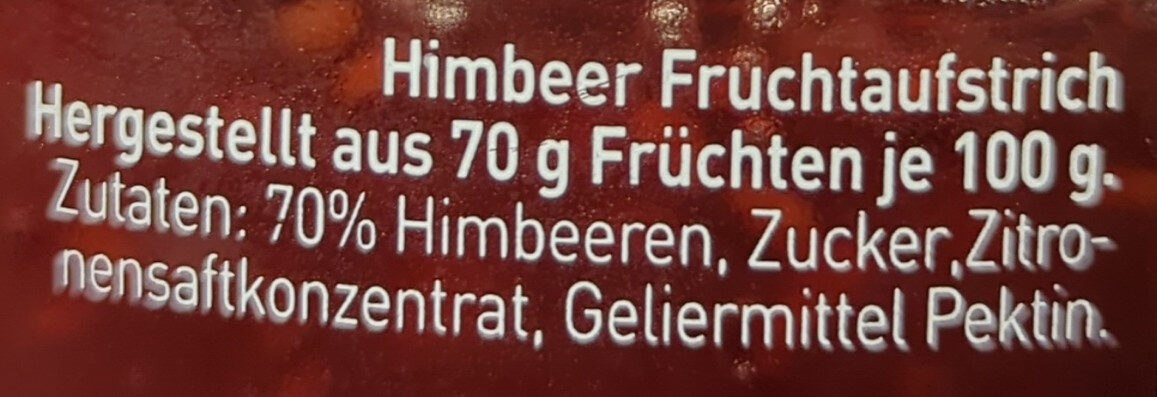 Himbeer Fruchtaufstrich
Hergestellt aus 70 g Früchten je 100 g.
Zutaten: 70% Himbeeren, Zucker,Zitro-
nensaftkonzentrat, Geliermittel Pektin.